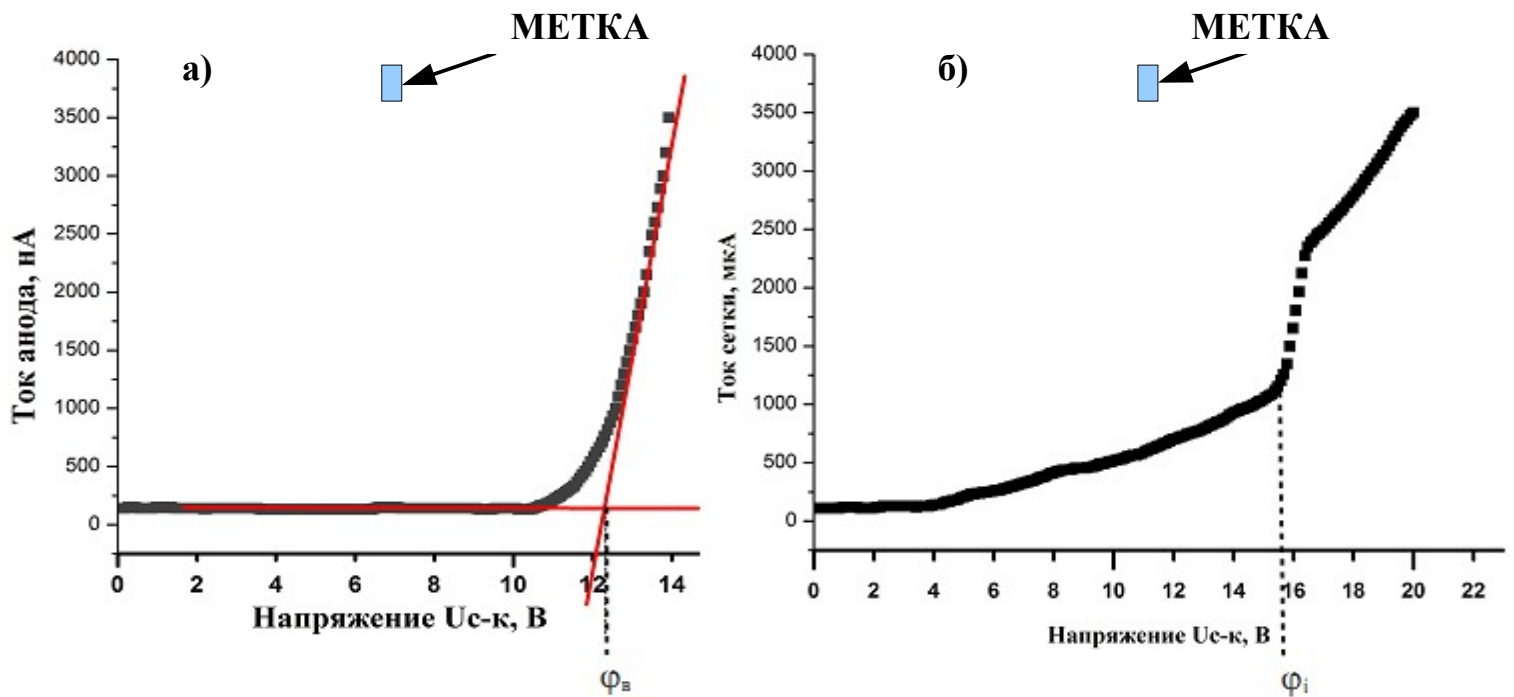 МЕТКА
а)
4000
3500
3000
2500
2000
1500
1000
500
0
Ток анода, нА
0 2 4 6 8 10 12 14
Напряжение Uс-к, В
φв
МЕТКА
б)
4000
3500
3000
2500
2000
1500
1000
500
0
Ток сетки, мкА
0 2 4 6 8 10 12 14 16 18 20 22
Напряжение Uс-к, В
φi